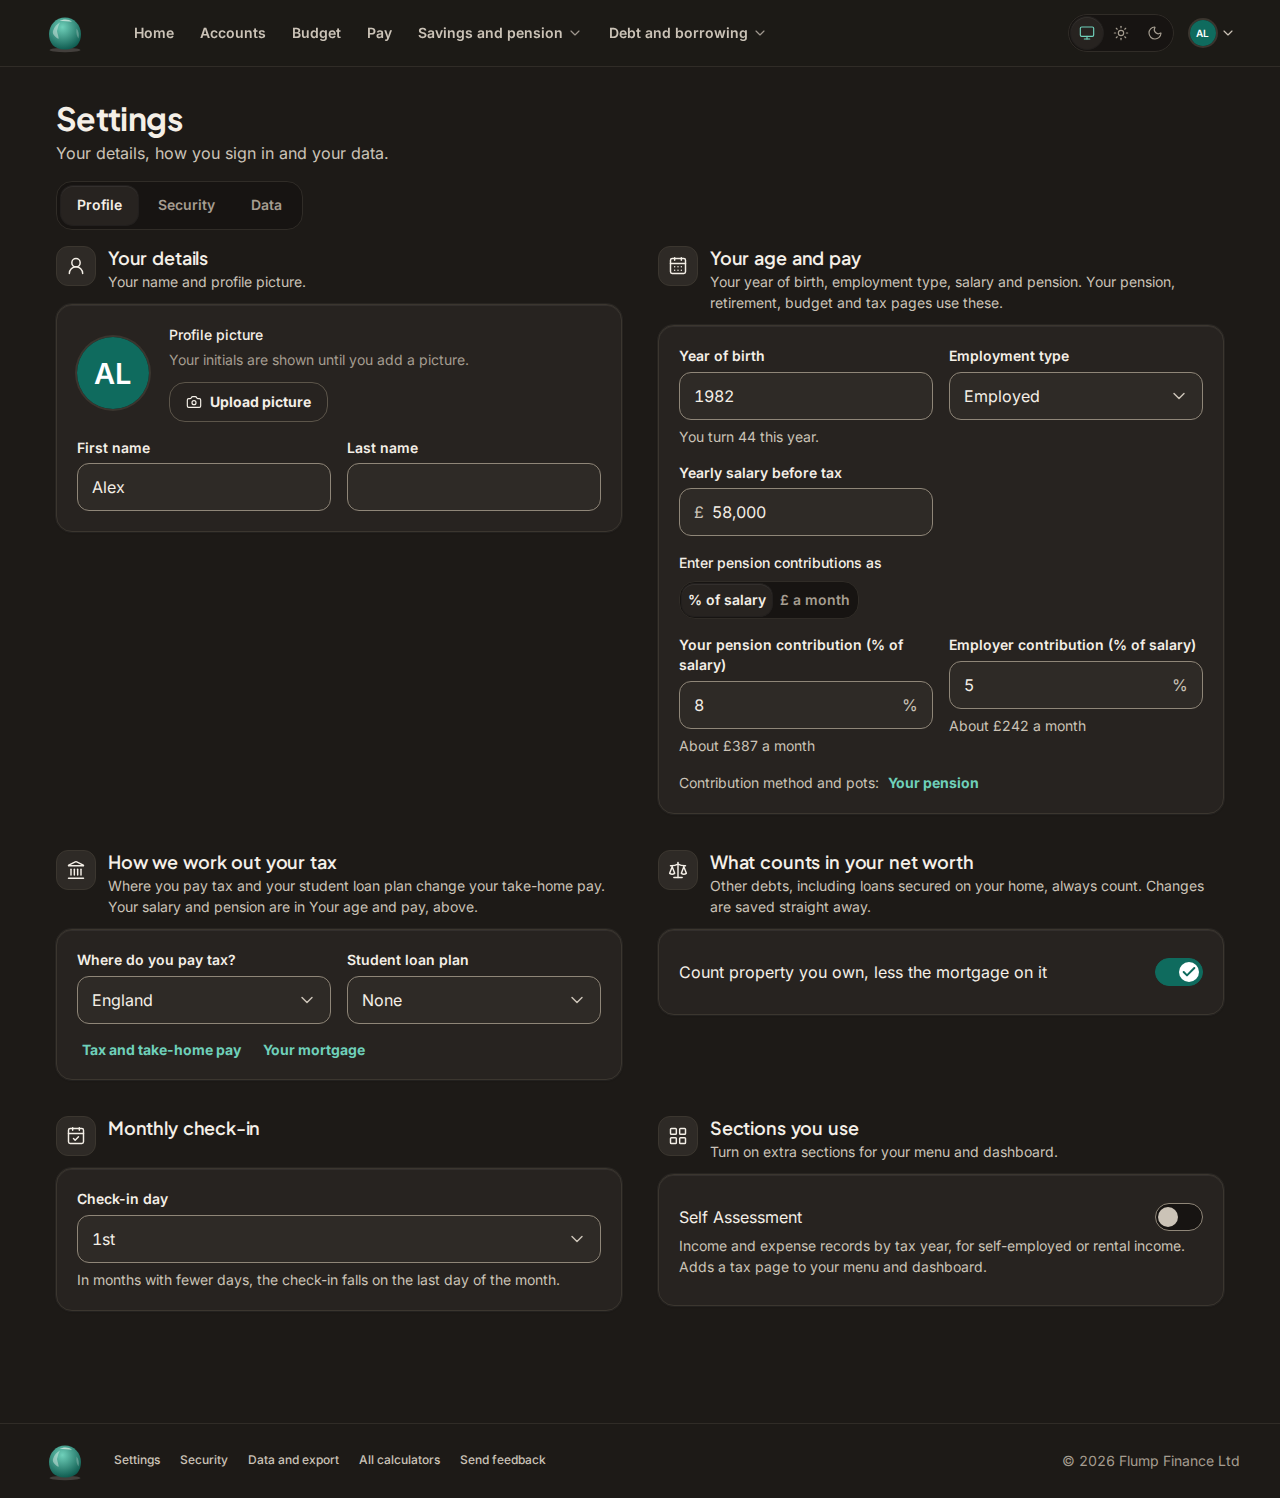 Home
Accounts
Budget
Pay
Savings and pension
Debt and borrowing
AL
Settings
Your details, how you sign in and your data.
Profile
Security
Data
Your details
Your name and profile picture.
AL
Profile picture
Your initials are shown until you add a picture.
Upload picture
First name
Last name
Alex
Your age and pay
Your year of birth, employment type, salary and pension. Your pension,
retirement, budget and tax pages use these.
Year of birth
Employment type
1982
Employed
You turn 44 this year.
Yearly salary before tax
£ 58,000
Enter pension contributions as
% of salary
£ a month
Your pension contribution (% of
salary)
8 %
About £387 a month
Employer contribution (% of salary)
5 %
About £242 a month
Contribution method and pots: Your pension
How we work out your tax
Where you pay tax and your student loan plan change your take-home pay.
Your salary and pension are in Your age and pay, above.
Where do you pay tax?
Student loan plan
England
None
Tax and take-home pay
Your mortgage
What counts in your net worth
Other debts, including loans secured on your home, always count. Changes
are saved straight away.
Count property you own, less the mortgage on it
Monthly check-in
Check-in day
1st
In months with fewer days, the check-in falls on the last day of the month.
Sections you use
Turn on extra sections for your menu and dashboard.
Self Assessment
Income and expense records by tax year, for self-employed or rental income.
Adds a tax page to your menu and dashboard.
Settings
Security
Data and export
All calculators
Send feedback
© 2026 Flump Finance Ltd